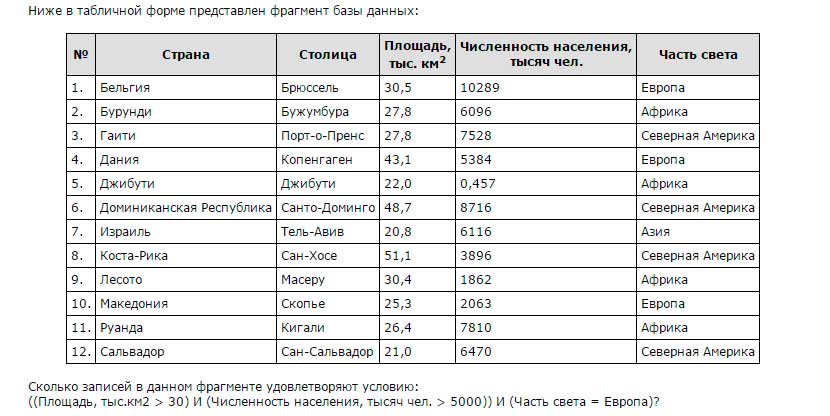 Ниже в табличной форме представлен фрагмент базы данных:
№ Страна Столица Площадь, тыс. км² Численность населения, тысяч чел. Часть света
1. Бельгия Брюссель 30,5 10289 Европа
2. Бурунди Бужумбура 27,8 6096 Африка
3. Гаити Порт-о-Пренс 27,8 7528 Северная Америка
4. Дания Копенгаген 43,1 5384 Европа
5. Джибути Джибути 22,0 0,457 Африка
6. Доминиканская Республика Санто-Доминго 48,7 8716 Северная Америка
7. Израиль Тель-Авив 20,8 6116 Азия
8. Коста-Рика Сан-Хосе 51,1 3896 Северная Америка
9. Лесото Масеру 30,4 1862 Африка
10. Македония Скопье 25,3 2063 Европа
11. Руанда Кигали 26,4 7810 Африка
12. Сальвадор Сан-Сальвадор 21,0 6470 Северная Америка
Сколько записей в данном фрагменте удовлетворяют условию:
((Площадь, тыс.км2 > 30) И (Численность населения, тысяч чел. > 5000)) И (Часть света = Европа)?